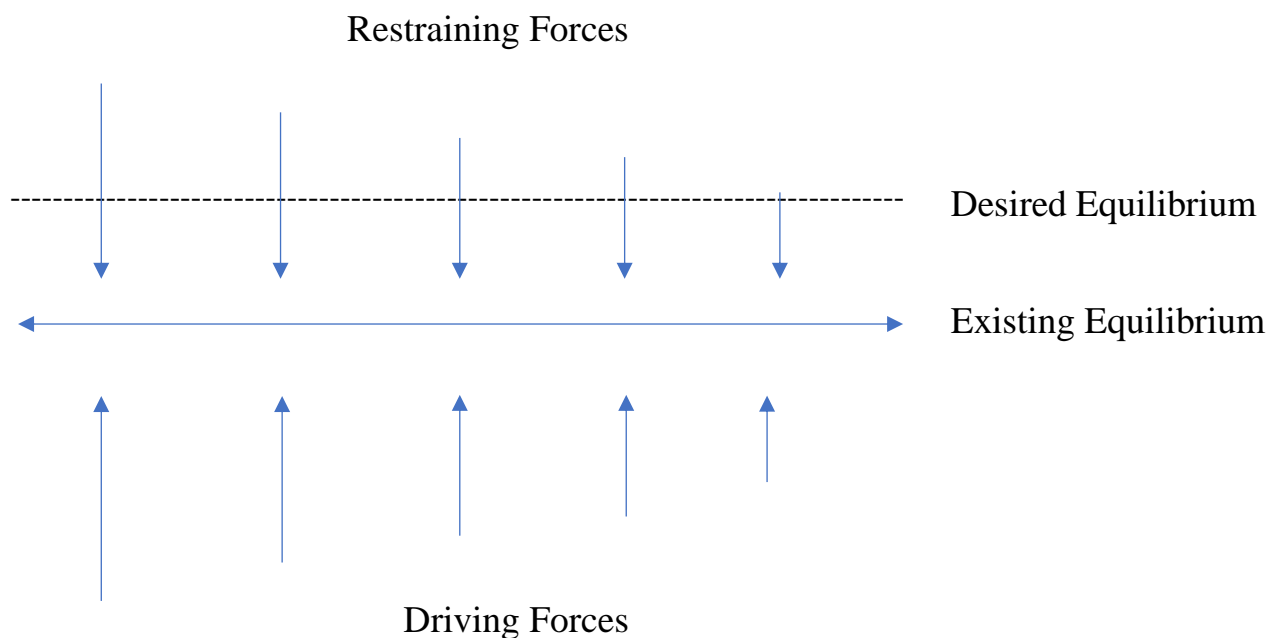 Restraining Forces
Desired Equilibrium
Existing Equilibrium
Driving Forces